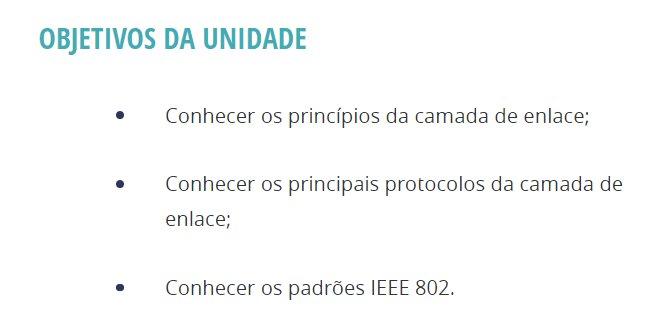 OBJETIVOS DA UNIDADE
• Conhecer os princípios da camada de enlace;
• Conhecer os principais protocolos da camada de
enlace;
• Conhecer os padrões IEEE 802.